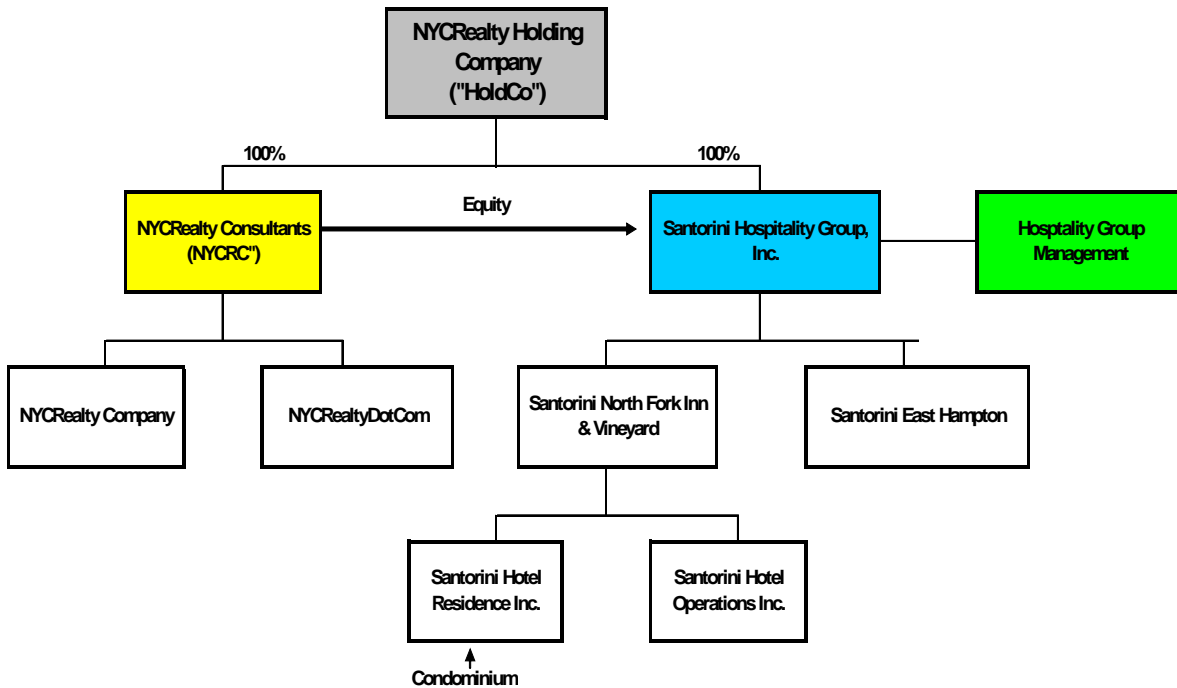 NYCRealty Holding
Company
("HoldCo")
100%
100%
NYCRealty Consultants
(NYCRC")
Equity
Santorini Hospitality Group,
Inc.
Hosptality Group
Management
NYCRealty Company
NYCRealtyDotCom
Santorini North Fork Inn
& Vineyard
Santorini East Hampton
Santorini Hotel
Residence Inc.
Santorini Hotel
Operations Inc.
Condominium